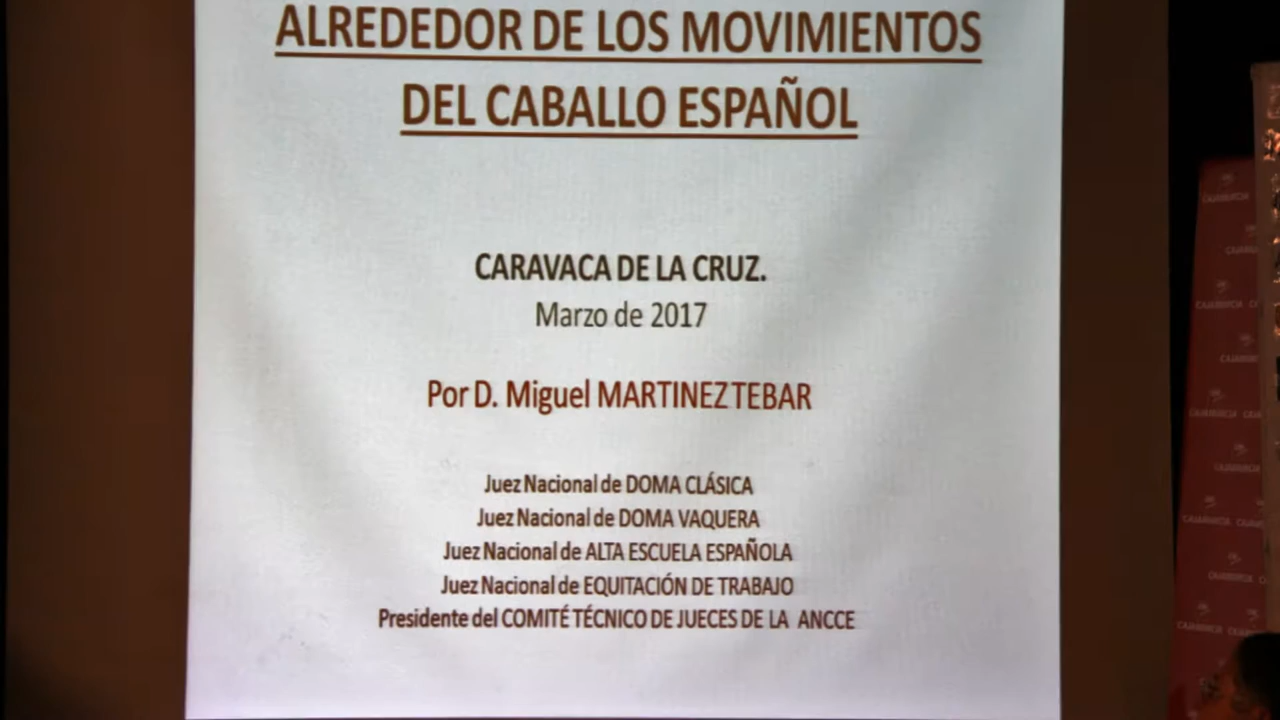 ALREDEDOR DE LOS MOVIMIENTOS
DEL CABALLO ESPAÑOL
CARAVACA DE LA CRUZ.
Marzo de 2017
Por D. Miguel MARTINEZ TEBAR
Juez Nacional de DOMA CLÁSICA
Juez Nacional de DOMA VAQUERA
Juez Nacional de ALTA ESCUELA ESPAÑOLA
Juez Nacional de EQUITACIÓN DE TRABAJO
Presidente del COMITÉ TÉCNICO DE JUECES DE LA ANCCE
CAJAMURCIA